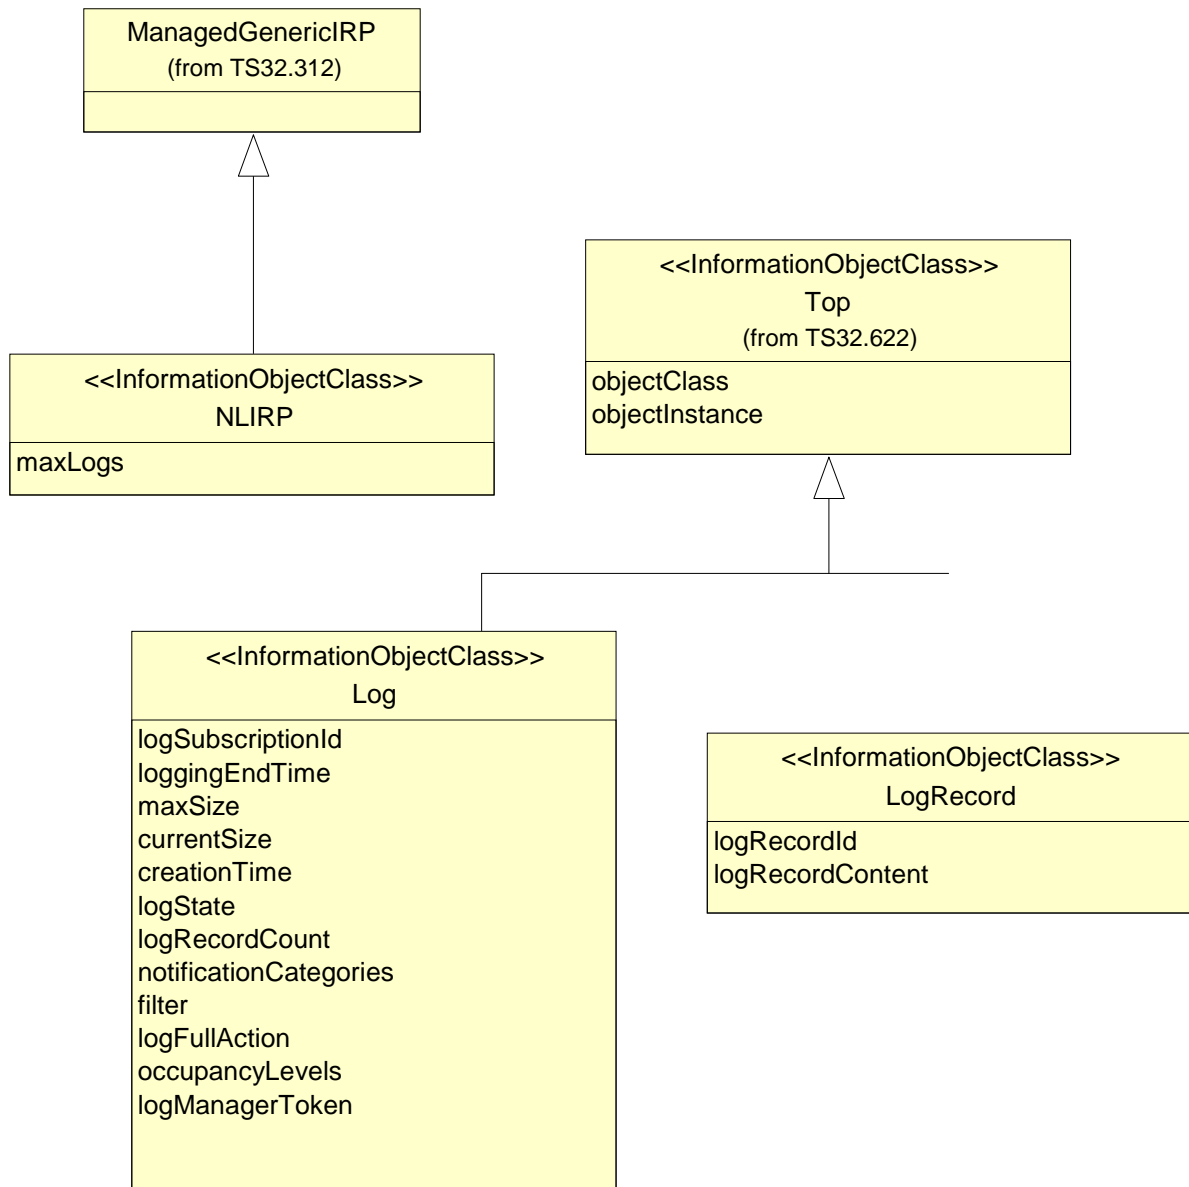 ManagedGenericIRP
(from TS32.312)
<<InformationObjectClass>>
Top
(from TS32.622)
objectClass
objectInstance
<<InformationObjectClass>>
NLIRP
maxLogs
<<InformationObjectClass>>
Log
logSubscriptionId
loggingEndTime
maxSize
currentSize
creationTime
logState
logRecordCount
notificationCategories
filter
logFullAction
occupancyLevels
logManagerToken
<<InformationObjectClass>>
LogRecord
logRecordId
logRecordContent